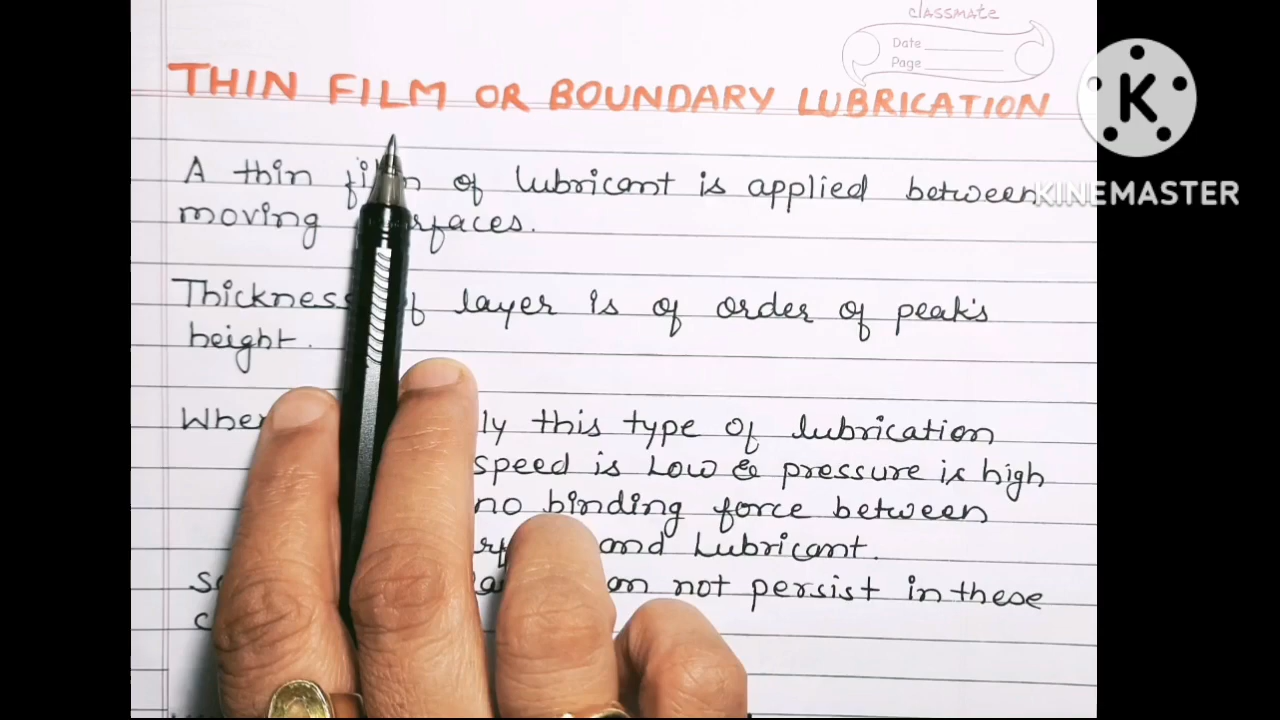 classmate
Date
Page
THIN FILM OR BOUNDARY LUBRICATION
K
KINEMASTER
A thin film of lubricant is applied between
moving
Thickness of layer is of order of peak's
height.
this type of lubrication
speed is Low & pressure is high
no binding force between
and Lubricant.
not persist in these